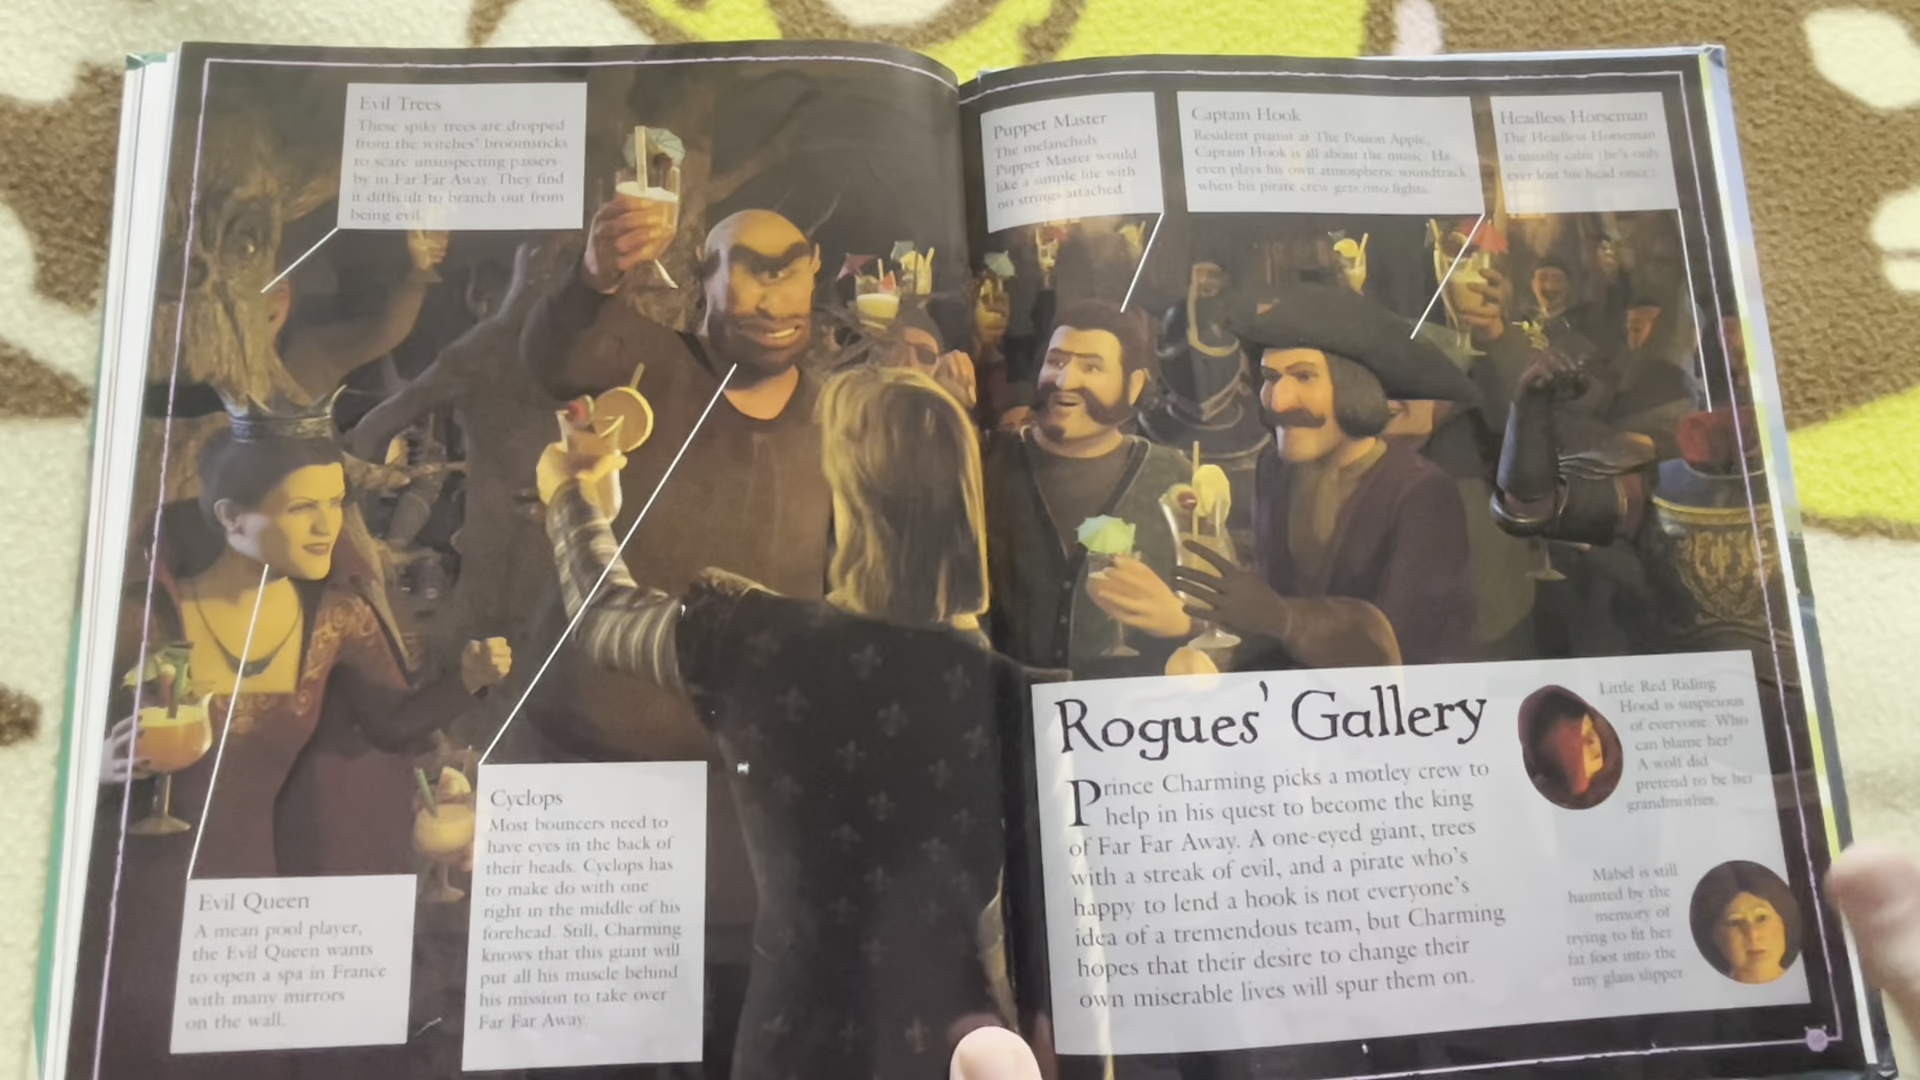 Evil Trees
These spiky trees are dropped
from the witches' broomsticks
to scare unsuspecting passers-
by in Far Far Away. They find
it difficult to branch out from
being evil.
Puppet Master
The melancholy
Puppet Master would
like a simple life with
no strings attached.
Captain Hook
Resident pianist at The Poison Apple,
Captain Hook is all about the music. He
even plays his own atmospheric soundtrack
when his pirate crew gets into fights.
Headless Horseman
The Headless Horseman
is usually calm he's only
ever lost his head once
Evil Queen
A mean pool player,
the Evil Queen wants
to open a spa in France
with many mirrors
on the wall.
Cyclops
Most bouncers need to
have eyes in the back of
their heads. Cyclops has
to make do with one
right in the middle of his
forehead. Still, Charming
knows that this giant will
put all his muscle behind
his mission to take over
Far Far Away.
Rogues' Gallery
Prince Charming picks a motley crew to
help in his quest to become the king
of Far Far Away. A one-eyed giant, trees
with a streak of evil, and a pirate who's
happy to lend a hook is not everyone's
idea of a tremendous team, but Charming
hopes that their desire to change their
own miserable lives will spur them on.
Little Red Riding
Hood is suspicious
of everyone. Who
can blame her?
A wolf did
pretend to be her
grandmother.
Mabel is still
haunted by the
memory of
trying to fit her
fat foot into the
tiny glass slipper